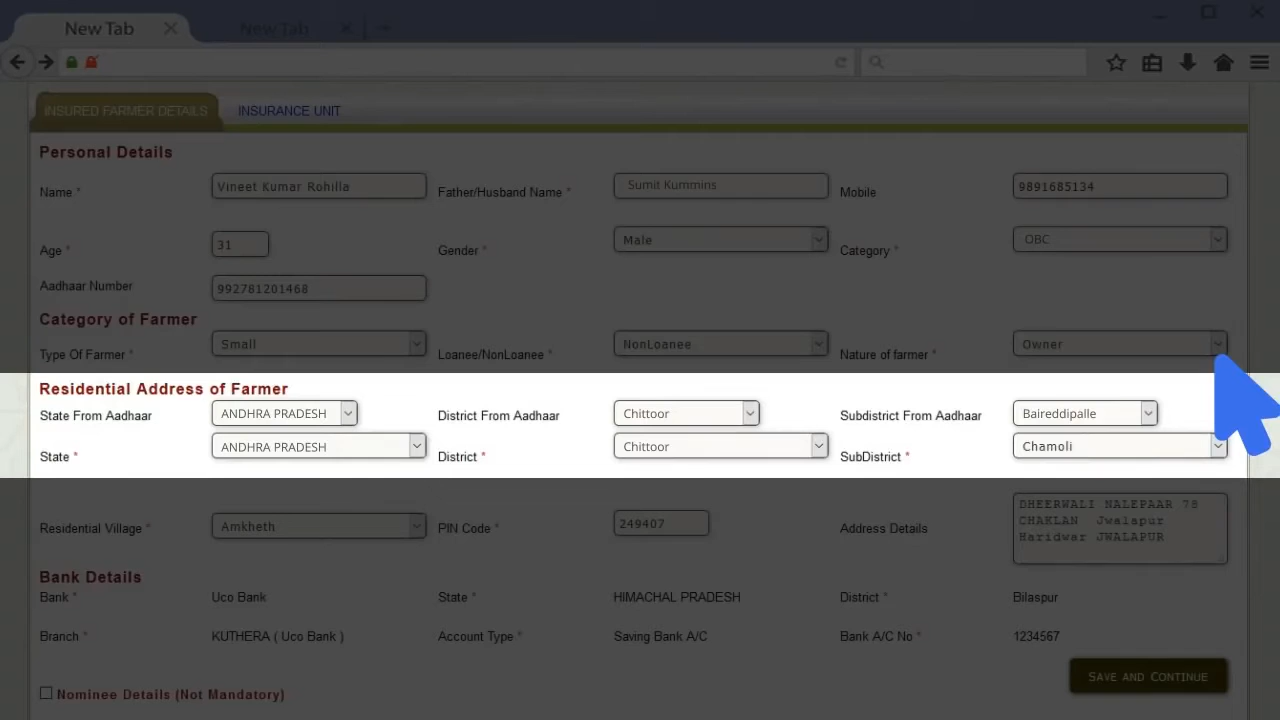 New Tab New Tab
INSURED FARMER DETAILS INSURANCE UNIT
Personal Details
Name * Vineet Kumar Rohilla Father/Husband Name * Sumit Kummins Mobile 9891685134
Age * 31 Gender * Male Category * OBC
Aadhaar Number 992781201468
Category of Farmer
Type Of Farmer * Small Loanee/NonLoanee * NonLoanee Nature of farmer * Owner
Residential Address of Farmer
State From Aadhaar ANDHRA PRADESH District From Aadhaar Chittoor Subdistrict From Aadhaar Baireddipalle
State * ANDHRA PRADESH District * Chittoor SubDistrict * Chamoli
Residential Village * Amkheth PIN Code * 249407 Address Details DHEERWALI NALEPAAR 78
CHAKLAN Jwalapur
Haridwar JWALAPUR
Bank Details
Bank * Uco Bank State * HIMACHAL PRADESH District * Bilaspur
Branch * KUTHERA ( Uco Bank ) Account Type * Saving Bank A/C Bank A/C No * 1234567
SAVE AND CONTINUE
Nominee Details (Not Mandatory)